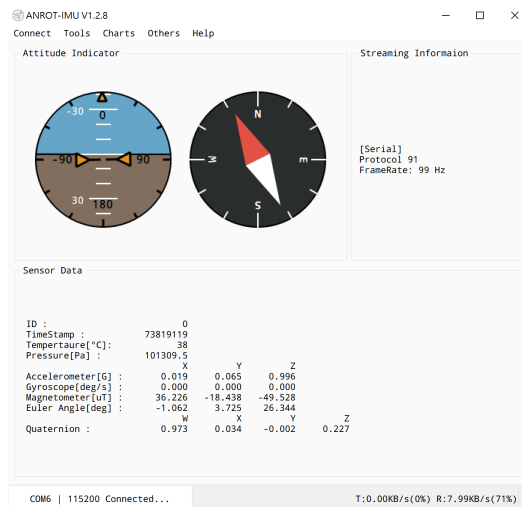 ANROT-IMU V1.2.8
Connect Tools Charts Others Help
Attitude Indicator
-30
0
-90 90
30
180
N
W E
S
Streaming Informaion
[Serial]
Protocol 91
FrameRate: 99 Hz
Sensor Data
ID : 0
TimeStamp : 73819119
Tempertaure[°C]: 38
Pressure[Pa] : 101309.5
X Y Z
Accelerometer[G] : 0.019 0.065 0.996
Gyroscope[deg/s] : 0.000 0.000 0.000
Magnetometer[uT] : 36.226 -18.438 -49.528
Euler Angle[deg] : -1.062 3.725 26.344
W X Y Z
Quaternion : 0.973 0.034 -0.002 0.227
COM6 | 115200 Connected... T:0.00KB/s(0%) R:7.99KB/s(71%)